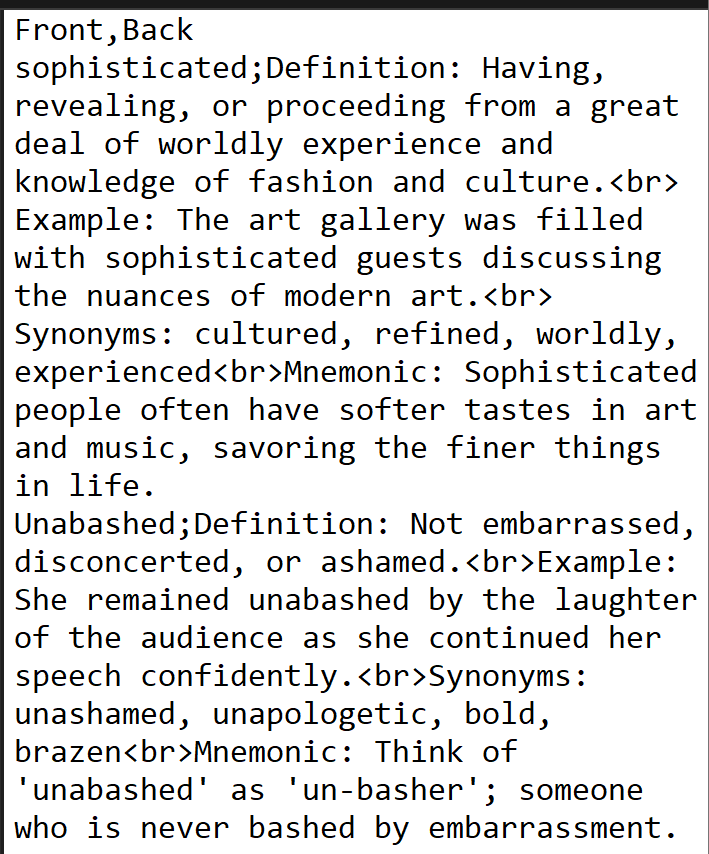 Front,Back
sophisticated;Definition: Having,
revealing, or proceeding from a great
deal of worldly experience and
knowledge of fashion and culture.<br>
Example: The art gallery was filled
with sophisticated guests discussing
the nuances of modern art.<br>
Synonyms: cultured, refined, worldly,
experienced<br>Mnemonic: Sophisticated
people often have softer tastes in art
and music, savoring the finer things
in life.
Unabashed;Definition: Not embarrassed,
disconcerted, or ashamed.<br>Example:
She remained unabashed by the laughter
of the audience as she continued her
speech confidently.<br>Synonyms:
unashamed, unapologetic, bold,
brazen<br>Mnemonic: Think of
'unabashed' as 'un-basher'; someone
who is never bashed by embarrassment.